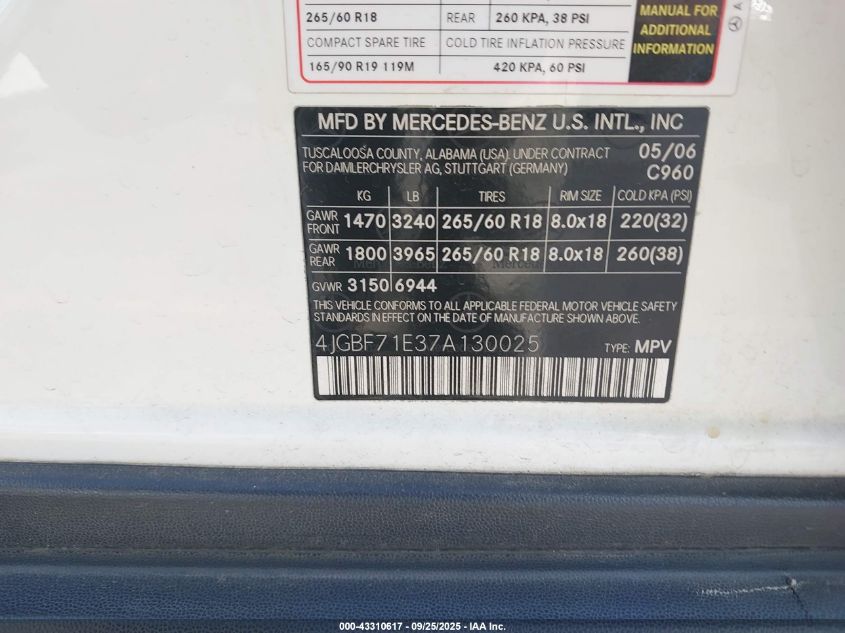 265/60 R18 REAR 260 KPA, 38 PSI
COMPACT SPARE TIRE COLD TIRE INFLATION PRESSURE
165/90 R19 119M 420 KPA, 60 PSI
MANUAL FOR
ADDITIONAL
INFORMATION
A
MFD BY MERCEDES-BENZ U.S. INTL., INC
TUSCALOOSA COUNTY, ALABAMA (USA): UNDER CONTRACT 05/06
FOR DAIMLERCHRYSLER AG, STUTTGART (GERMANY) C960
KG LB TIRES RIM SIZE COLD KPA (PSI)
GAWR FRONT 1470 3240 265/60 R18 8.0x18 220(32)
GAWR REAR 1800 3965 265/60 R18 8.0x18 260(38)
GVWR 3150 6944
THIS VEHICLE CONFORMS TO ALL APPLICABLE FEDERAL MOTOR VEHICLE SAFETY
STANDARDS IN EFFECT ON THE DATE OF MANUFACTURE SHOWN ABOVE.
4JGBF71E37A130025 TYPE: MPV
000-43310617 - 09/25/2025 - IAA Inc.